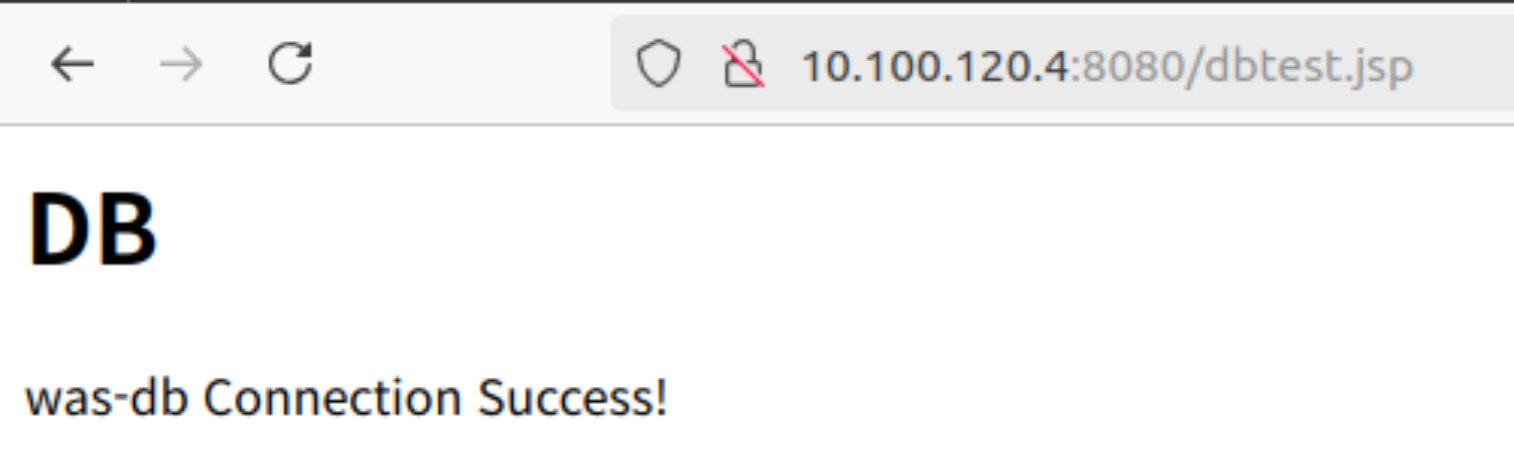 10.100.120.4:8080/dbtest.jsp
DB
was-db Connection Success!